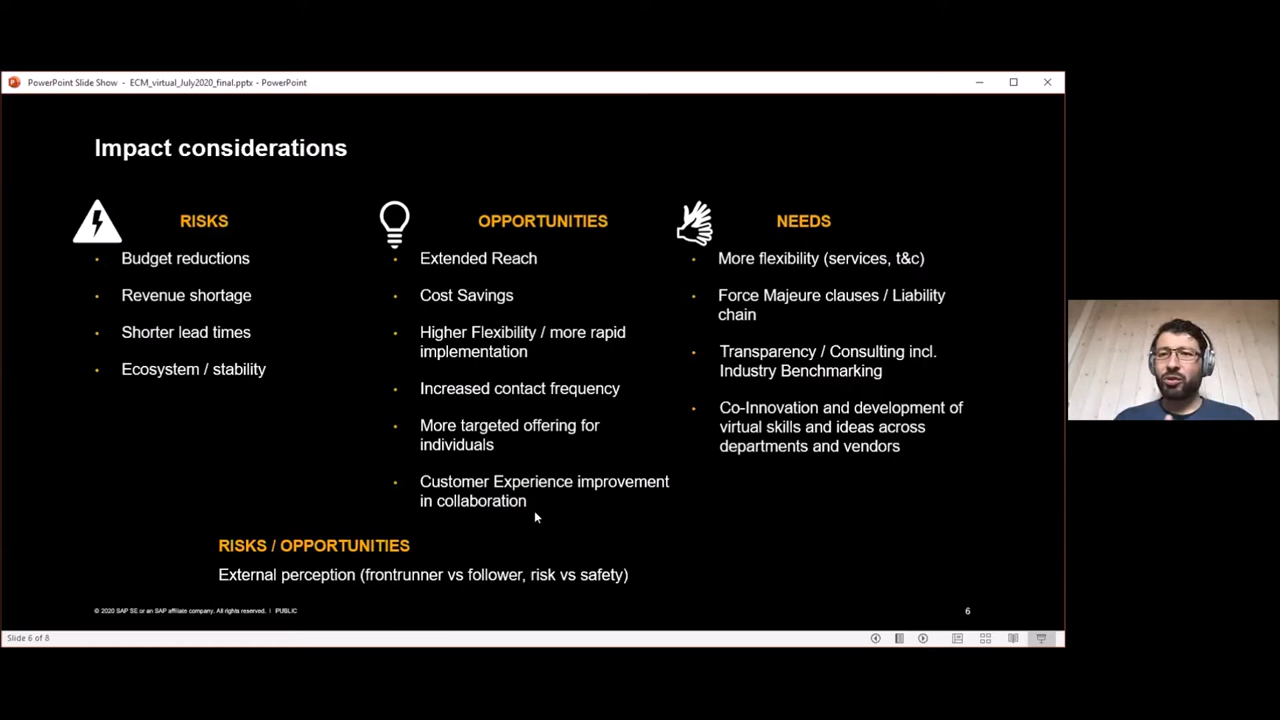 PowerPoint Slide Show - ECM_virtual_July2020_final.pptx - PowerPoint
Impact considerations
RISKS
Budget reductions
Revenue shortage
Shorter lead times
Ecosystem / stability
OPPORTUNITIES
Extended Reach
Cost Savings
Higher Flexibility / more rapid
implementation
Increased contact frequency
More targeted offering for
individuals
Customer Experience improvement
in collaboration
NEEDS
More flexibility (services, t&c)
Force Majeure clauses / Liability
chain
Transparency / Consulting incl.
Industry Benchmarking
Co-Innovation and development of
virtual skills and ideas across
departments and vendors
RISKS / OPPORTUNITIES
External perception (frontrunner vs follower, risk vs safety)
© 2020 SAP SE or an SAP affiliate company. All rights reserved. | PUBLIC
6
Slide 6 of 8